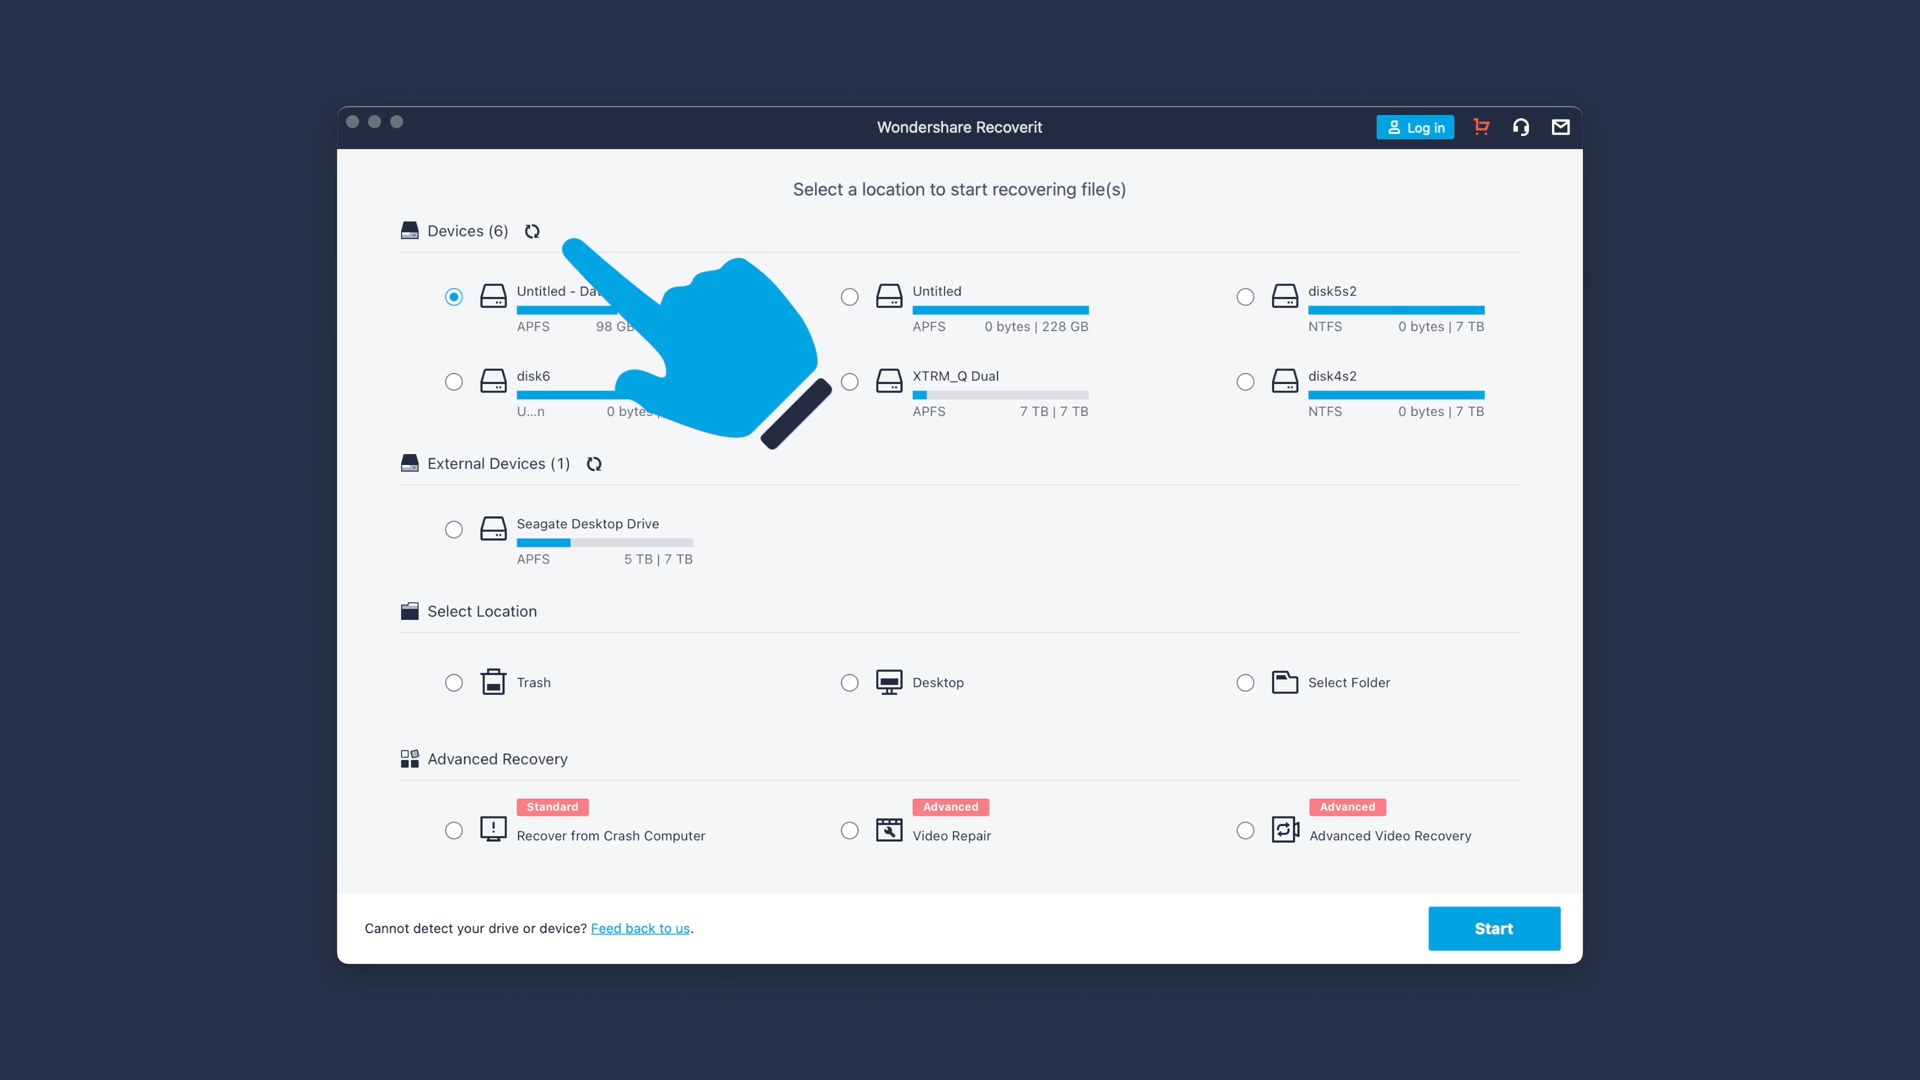 Wondershare Recoverit
Log in
Select a location to start recovering file(s)
Devices (6)
Untitled -
APFS 98
Untitled
APFS 0 bytes | 228 GB
disk5s2
NTFS 0 bytes | 7 TB
disk6
U...n 0 bytes
XTRM_Q Dual
APFS 7 TB | 7 TB
disk4s2
NTFS 0 bytes | 7 TB
External Devices (1)
Seagate Desktop Drive
APFS 5 TB | 7 TB
Select Location
Trash
Desktop
Select Folder
Advanced Recovery
Standard
Recover from Crash Computer
Advanced
Video Repair
Advanced
Advanced Video Recovery
Cannot detect your drive or device? Feed back to us.
Start